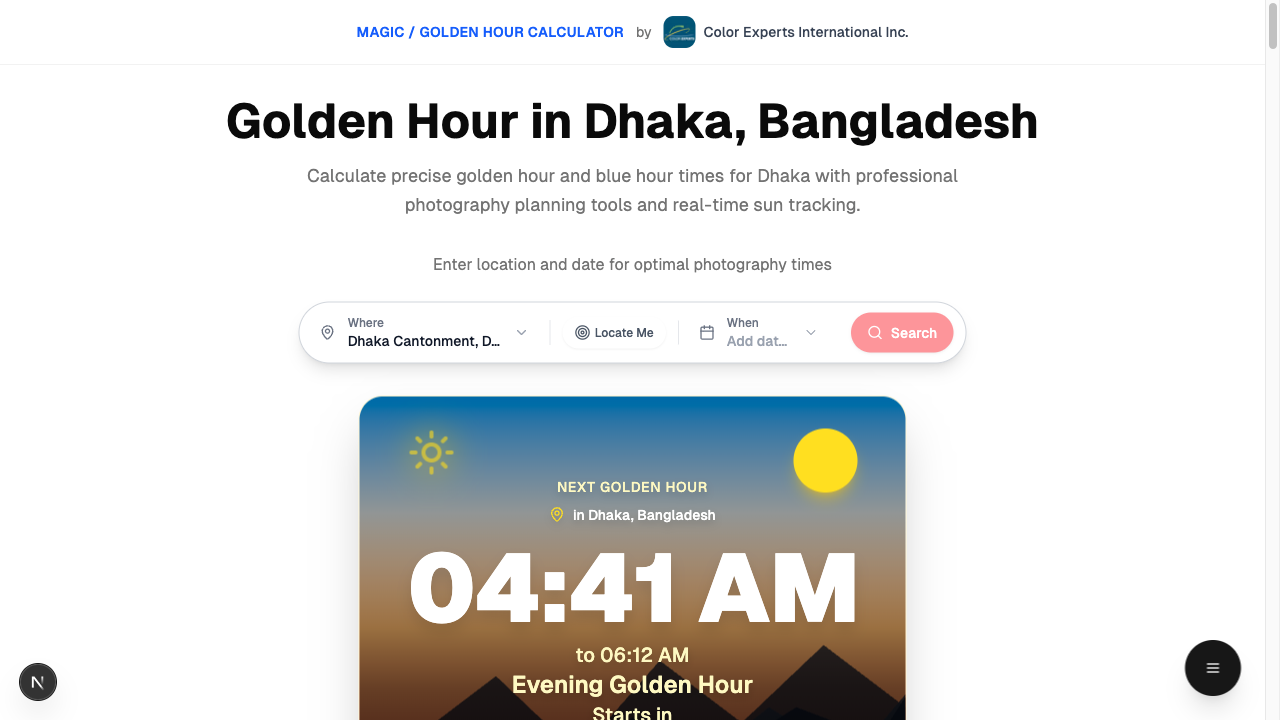 MAGIC / GOLDEN HOUR CALCULATOR by Color Experts International Inc.
Golden Hour in Dhaka, Bangladesh
Calculate precise golden hour and blue hour times for Dhaka with professional
photography planning tools and real-time sun tracking.
Enter location and date for optimal photography times
Where
Dhaka Cantonment, D...
Locate Me
When
Add dat...
Search
NEXT GOLDEN HOUR
in Dhaka, Bangladesh
04:41 AM
to 06:12 AM
Evening Golden Hour
Starts in
N